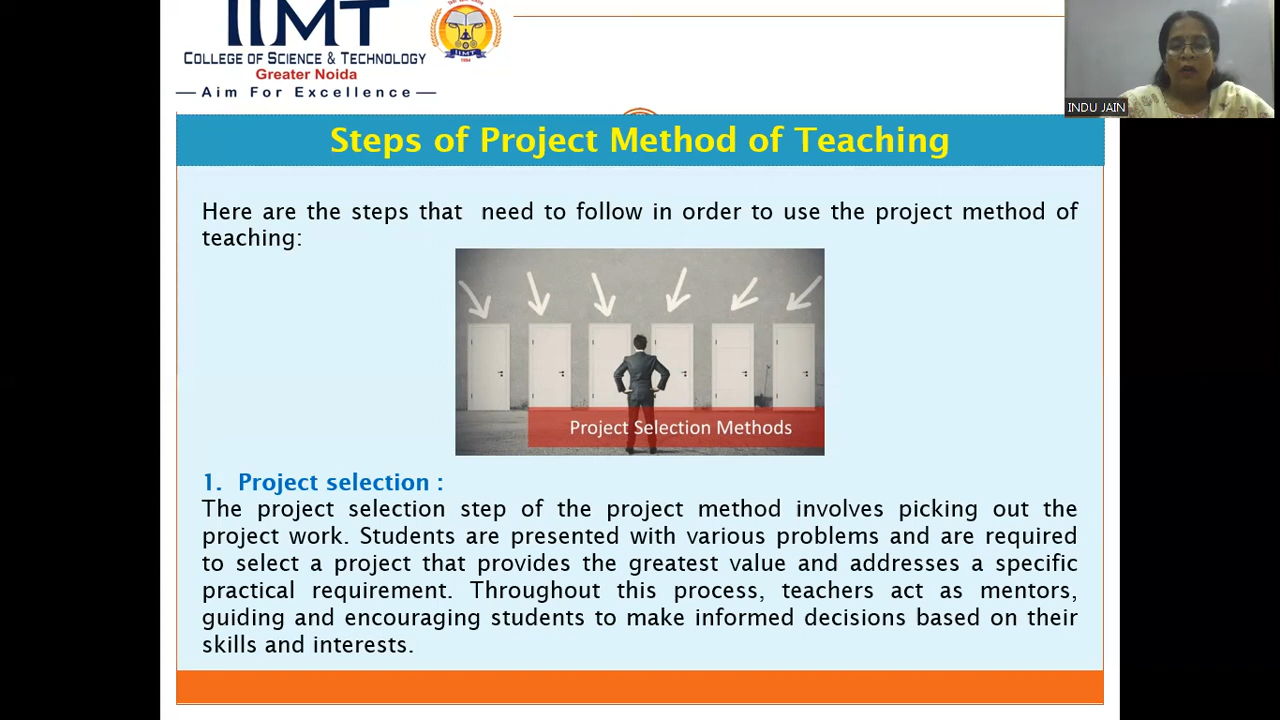 IIMT
COLLEGE OF SCIENCE & TECHNOLOGY
Greater Noida
Aim For Excellence
IIMT
INDU JAIN
Steps of Project Method of Teaching
Here are the steps that need to follow in order to use the project method of
teaching:
Project Selection Methods
1. Project selection :
The project selection step of the project method involves picking out the
project work. Students are presented with various problems and are required
to select a project that provides the greatest value and addresses a specific
practical requirement. Throughout this process, teachers act as mentors,
guiding and encouraging students to make informed decisions based on their
skills and interests.